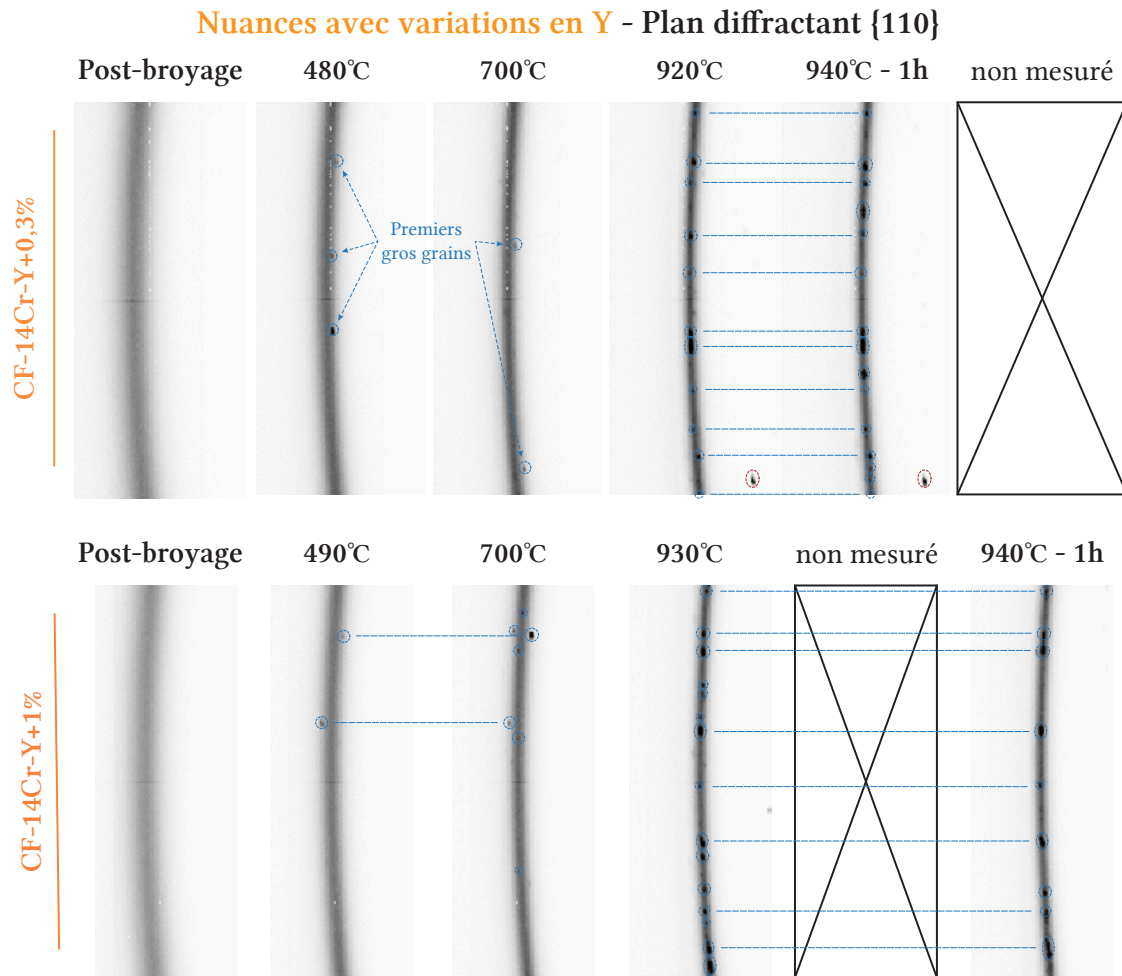 Nuances avec variations en Y - Plan diffractant {110}
Post-broyage 480℃ 700℃ 920℃ 940℃ - 1h non mesuré
CF-14Cr-Y+0,3%
Premiers
gros grains
Post-broyage 490℃ 700℃ 930℃ non mesuré 940℃ - 1h
CF-14Cr-Y+1%